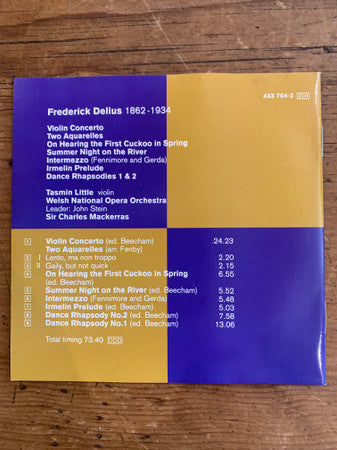 433 704-2
Frederick Delius 1862-1934
Violin Concerto
Two Aquarelles
On Hearing the First Cuckoo in Spring
Summer Night on the River
Intermezzo (Fennimore and Gerda)
Irmelin Prelude
Dance Rhapsodies 1 & 2
Tasmin Little violin
Welsh National Opera Orchestra
Leader: John Stein
Sir Charles Mackerras
1 Violin Concerto (ed. Beecham) 24.23
Two Aquarelles (arr. Fenby)
2 I Lento, ma non troppo 2.20
3 II Gaily, but not quick 2.15
4 On Hearing the First Cuckoo in Spring 6.55
(ed. Beecham)
5 Summer Night on the River (ed. Beecham) 5.52
6 Intermezzo (Fennimore and Gerda) 5.48
7 Irmelin Prelude (ed. Beecham) 5.03
8 Dance Rhapsody No.2 (ed. Beecham) 7.58
9 Dance Rhapsody No.1 (ed. Beecham) 13.06
Total timing 73.40 DDD